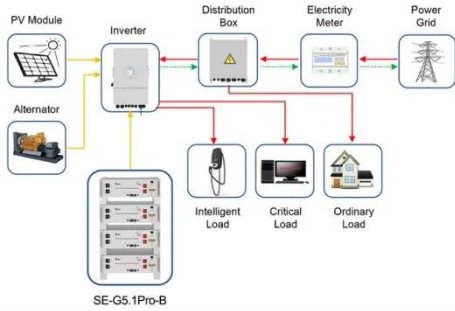 PV Module
Inverter
Distribution
Box
Electricity
Meter
Power
Grid
Alternator
Intelligent
Load
Critical
Load
Ordinary
Load
SE-G5.1Pro-B